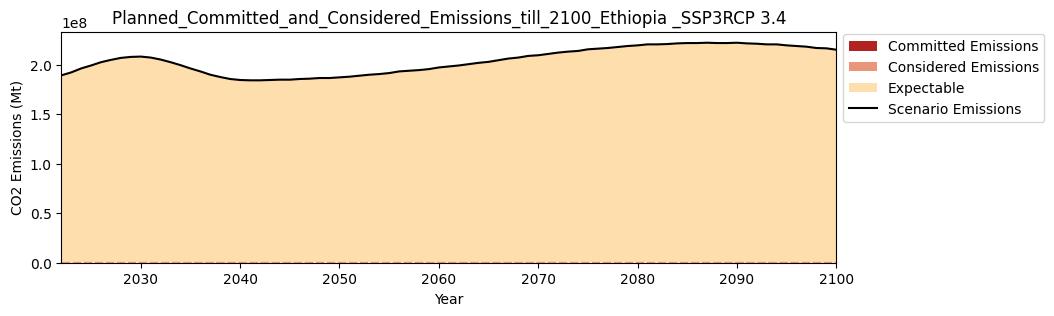 Planned_Committed_and_Considered_Emissions_till_2100_Ethiopia _SSP3RCP 3.4
1e8
2.0
1.5
1.0
0.5
0.0
CO2 Emissions (Mt)
2030 2040 2050 2060 2070 2080 2090 2100
Year
Committed Emissions
Considered Emissions
Expectable
Scenario Emissions